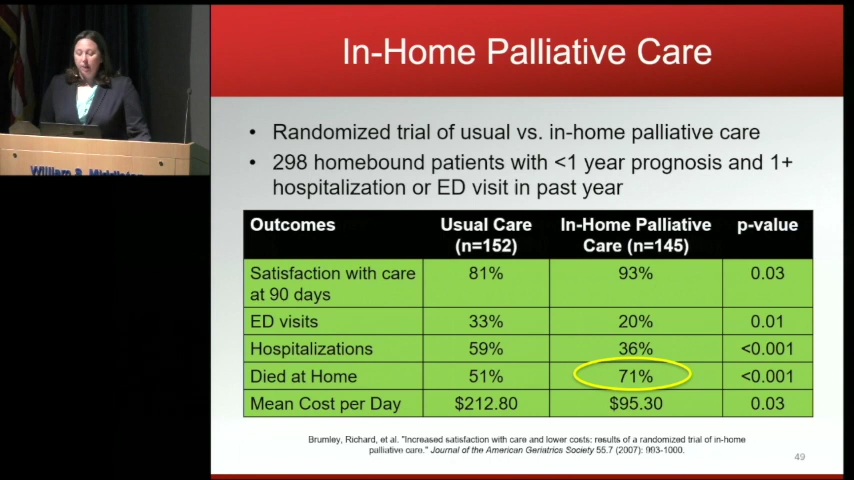 In-Home Palliative Care
• Randomized trial of usual vs. in-home palliative care
• 298 homebound patients with <1 year prognosis and 1+
hospitalization or ED visit in past year
Outcomes Usual Care (n=152) In-Home Palliative Care (n=145) p-value
Satisfaction with care at 90 days 81% 93% 0.03
ED visits 33% 20% 0.01
Hospitalizations 59% 36% <0.001
Died at Home 51% 71% <0.001
Mean Cost per Day $212.80 $95.30 0.03
Brumley, Richard, et al. "Increased satisfaction with care and lower costs: results of a randomized trial of in-home
palliative care." Journal of the American Geriatrics Society 55.7 (2007): 993-1000.
49
William S. Middleton